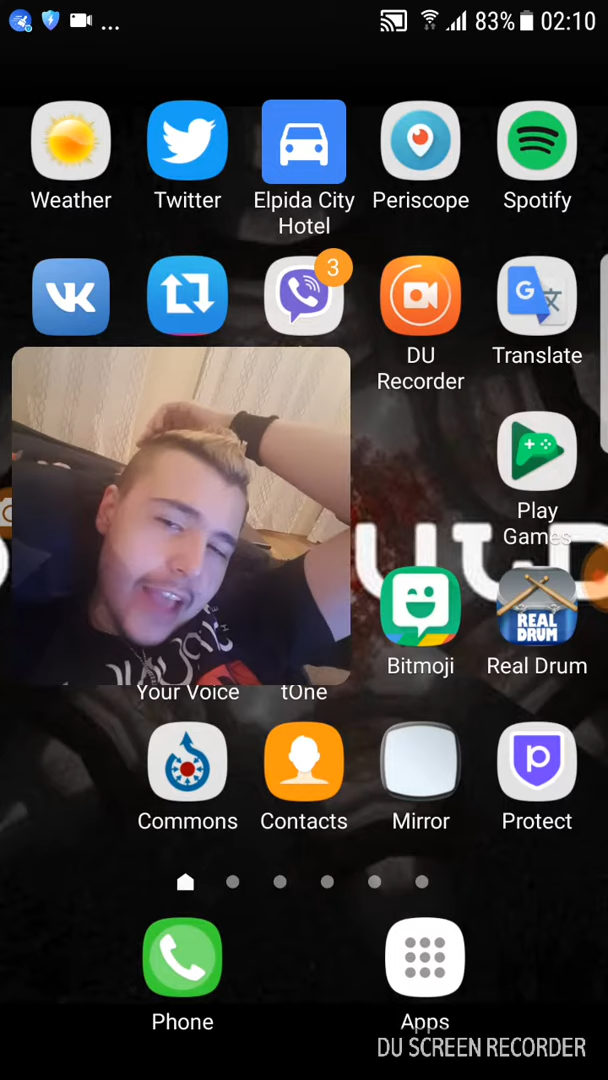 ... 83% 02:10
Weather Twitter Elpida City Periscope Spotify
Hotel
3
DU Translate
Recorder
Play
Games
REAL
DRUM
Bitmoji Real Drum
Your Voice tOne
Commons Contacts Mirror Protect
Phone Apps
DU SCREEN RECORDER